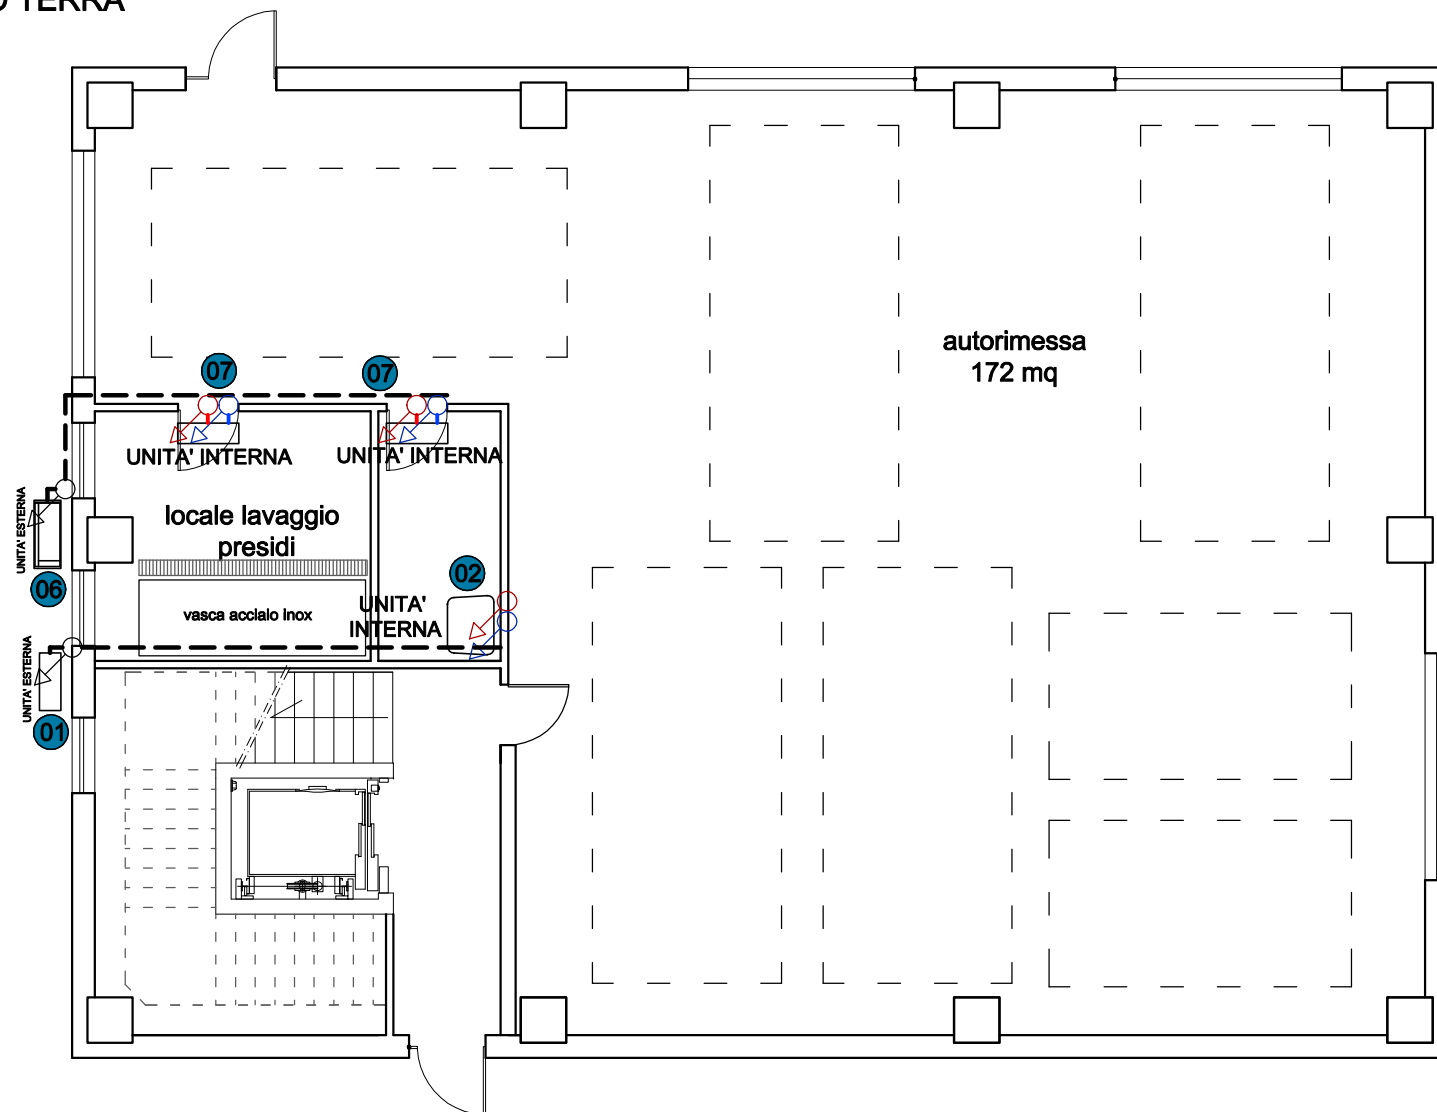 TERRA
autorimessa
172 mq
07
07
UNITA' INTERNA
UNITA' INTERNA
locale lavaggio
presidi
UNITA' ESTERNA
06
02
vasca acciaio inox
UNITA'
INTERNA
UNITA' ESTERNA
01